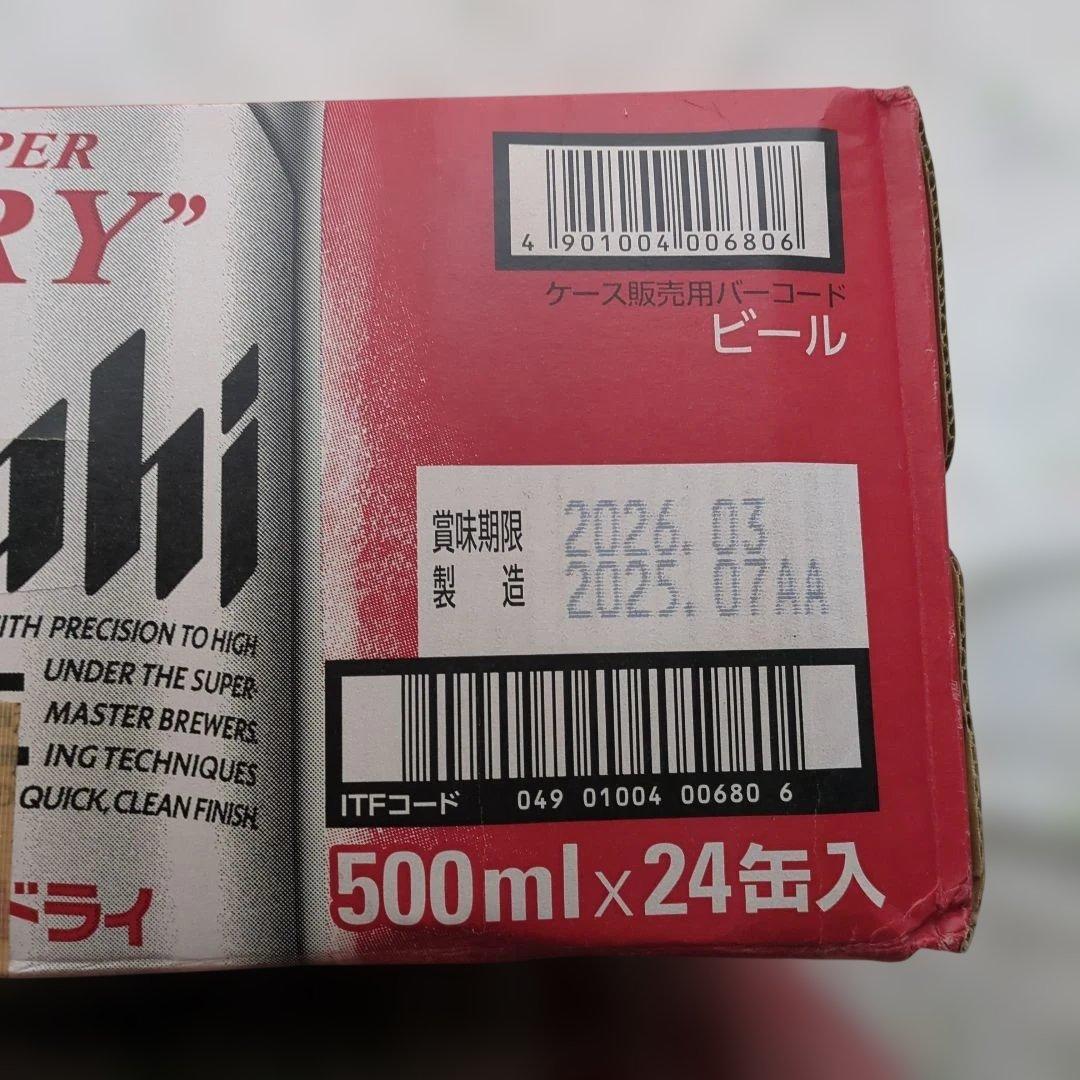 PER
RY”
ahi
ITH PRECISION TO HIGH
UNDER THE SUPER
MASTER BREWERS.
ING TECHNIQUES
QUICK, CLEAN FINISH.
ドライ
4 901004 006806
ケース販売用バーコード
ビール
賞味期限 2026.03
製 造 2025.07AA
ITFコード 049 01004 00680 6
500ml×24缶入